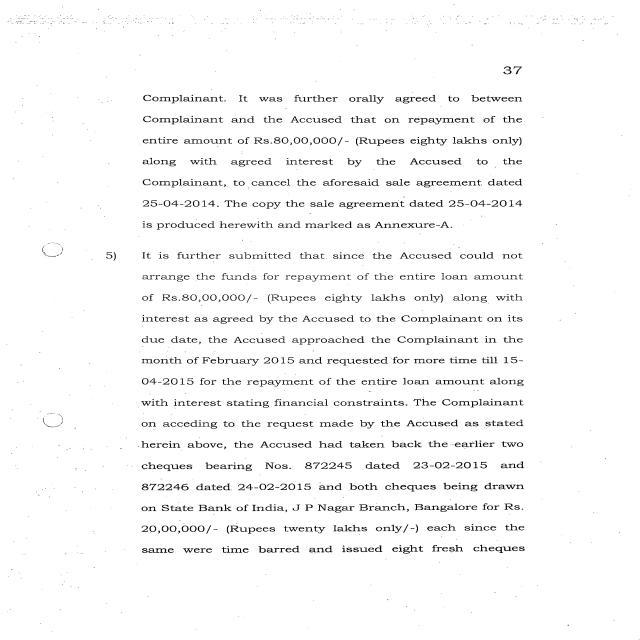 37
Complainant. It was further orally agreed to between
Complainant and the Accused that on repayment of the
entire amount of Rs.80,00,000/- (Rupees eighty lakhs only)
along with agreed interest by the Accused to the
Complainant, to cancel the aforesaid sale agreement dated
25-04-2014. The copy the sale agreement dated 25-04-2014
is produced herewith and marked as Annexure-A.
5) It is further submitted that since the Accused could not
arrange the funds for repayment of the entire loan amount
of Rs.80,00,000/- (Rupees eighty lakhs only) along with
interest as agreed by the Accused to the Complainant on its
due date, the Accused approached the Complainant in the
month of February 2015 and requested for more time till 15-
04-2015 for the repayment of the entire loan amount along
with interest stating financial constraints. The Complainant
on acceding to the request made by the Accused as stated
herein above, the Accused had taken back the earlier two
cheques bearing Nos. 872245 dated 23-02-2015 and
872246 dated 24-02-2015 and both cheques being drawn
on State Bank of India, J P Nagar Branch, Bangalore for Rs.
20,00,000/- (Rupees twenty lakhs only/-) each since the
same were time barred and issued eight fresh cheques